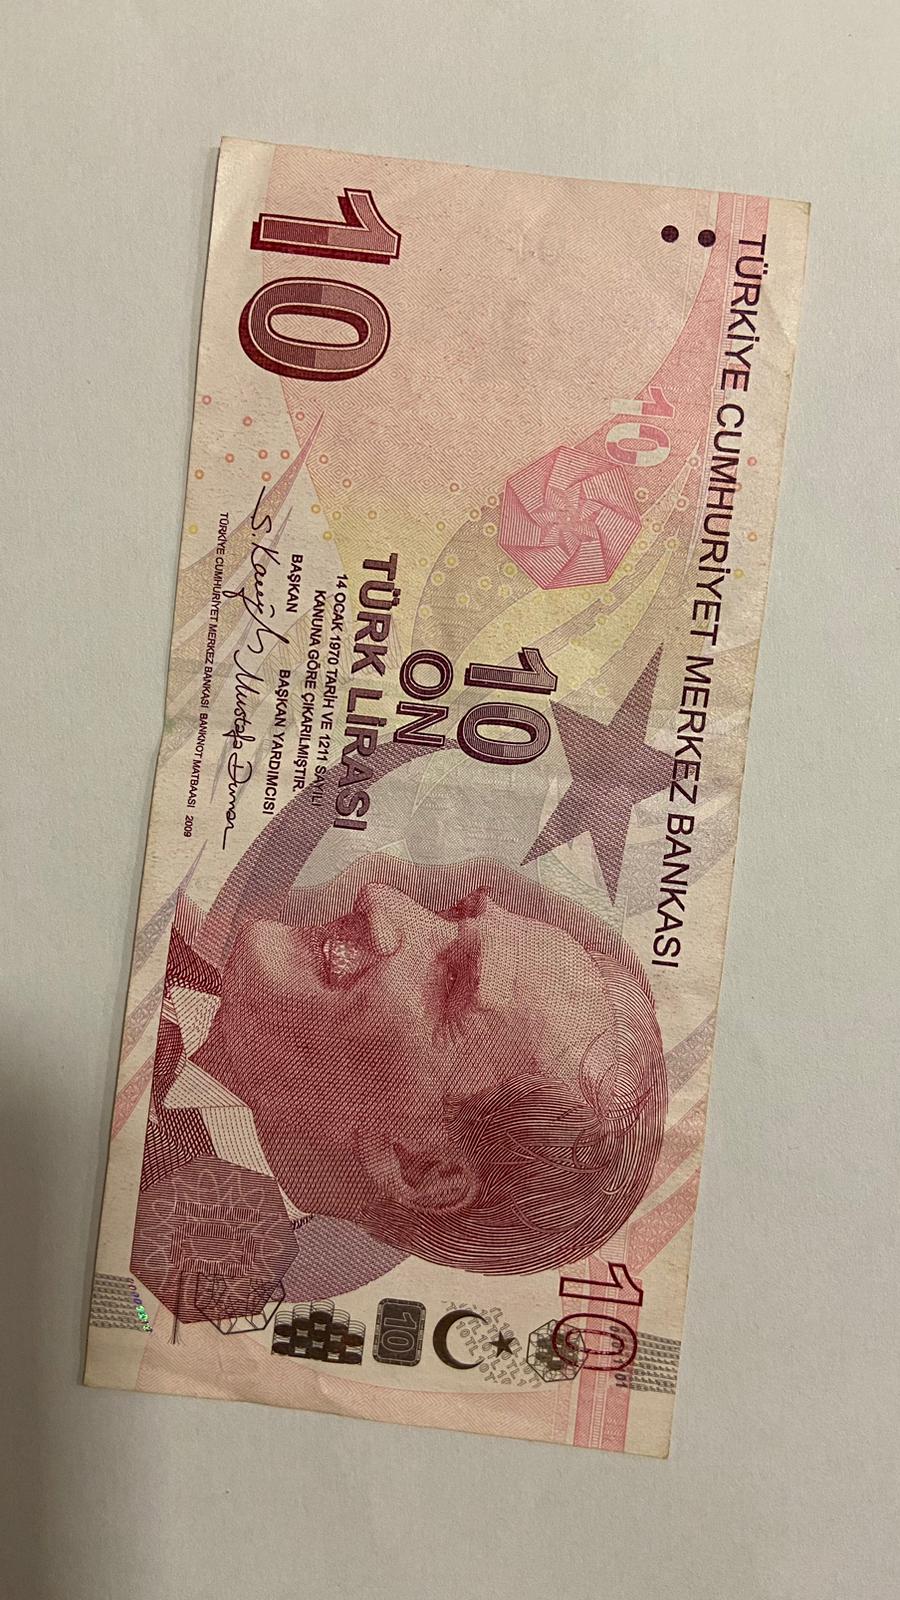 TÜRKİYE CUMHURİYET MERKEZ BANKASI
10
10
10
ON
TÜRK LİRASI
14 OCAK 1970 TARİH VE 1211 SAYILI
KANUNA GÖRE ÇIKARILMIŞTIR.
BAŞKAN
BAŞKAN YARDIMCISI
TÜRKİYE CUMHURİYET MERKEZ BANKASI BANKNOT MATBAASI 2009
10
10